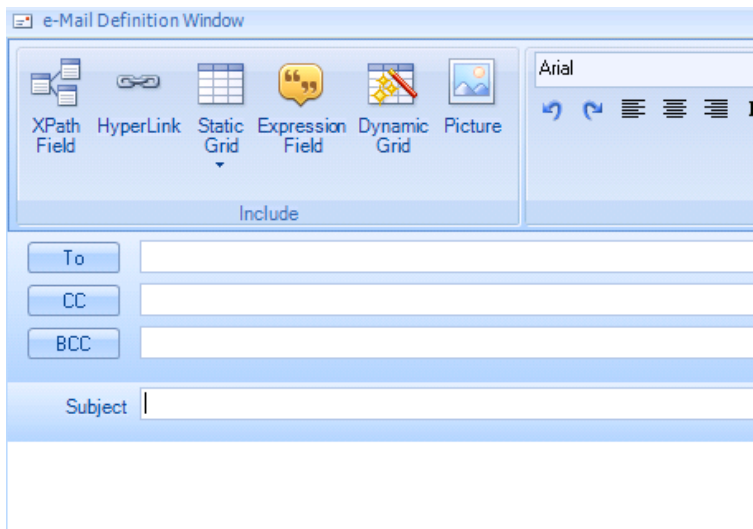 e-Mail Definition Window
XPath Field
HyperLink
Static Grid
Expression Field
Dynamic Grid
Picture
Include
Arial
To
CC
BCC
Subject